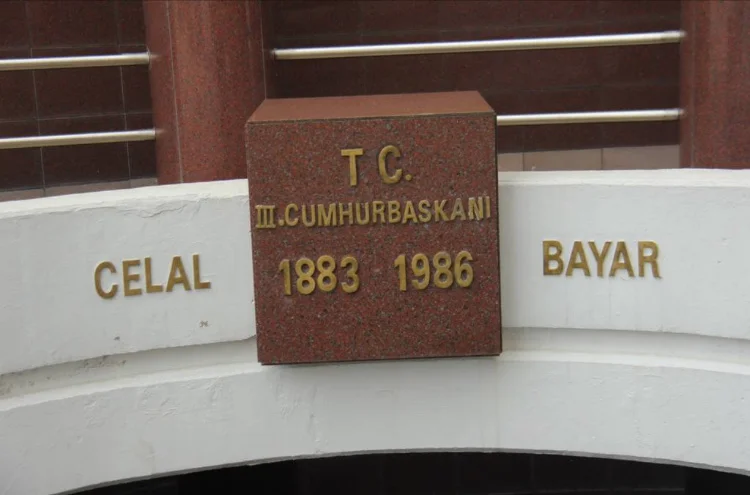 T C.
III.CUMHURBASKANI
1883 1986
CELAL BAYAR